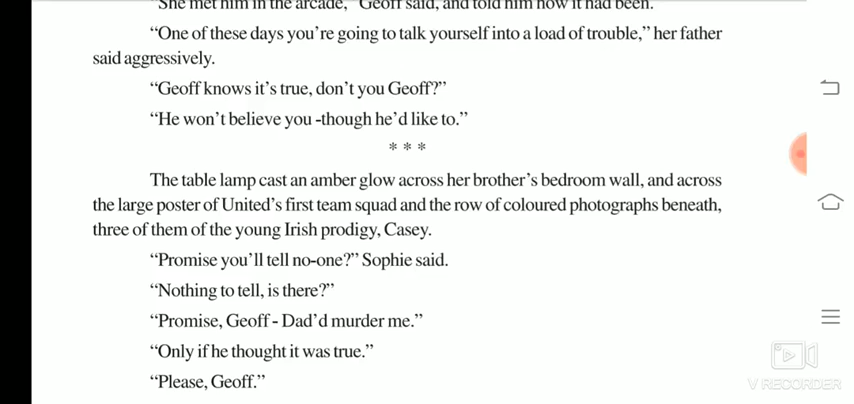 "She met him in the arcade," Geoff said, and told him how it had been.
"One of these days you're going to talk yourself into a load of trouble," her father
said aggressively.
"Geoff knows it's true, don't you Geoff?"
"He won't believe you -though he'd like to."
* * *
The table lamp cast an amber glow across her brother's bedroom wall, and across
the large poster of United's first team squad and the row of coloured photographs beneath,
three of them of the young Irish prodigy, Casey.
"Promise you'll tell no-one?" Sophie said.
"Nothing to tell, is there?"
"Promise, Geoff - Dad'd murder me."
"Only if he thought it was true."
"Please, Geoff."
V RECORDER